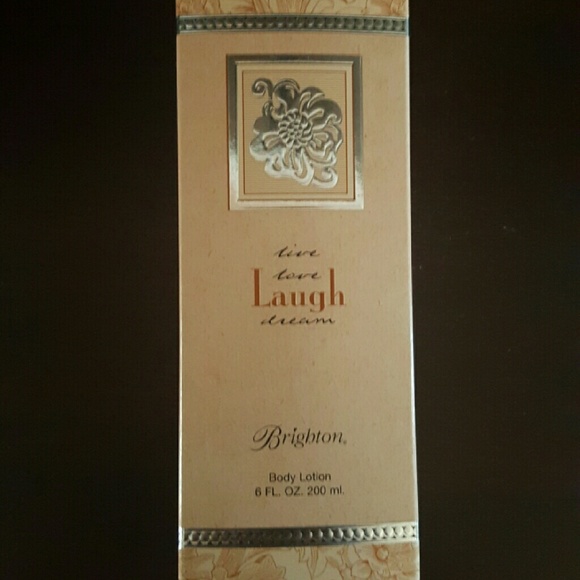 live
love
Laugh
dream
Brighton®
Body Lotion
6 FL. OZ. 200 ml.